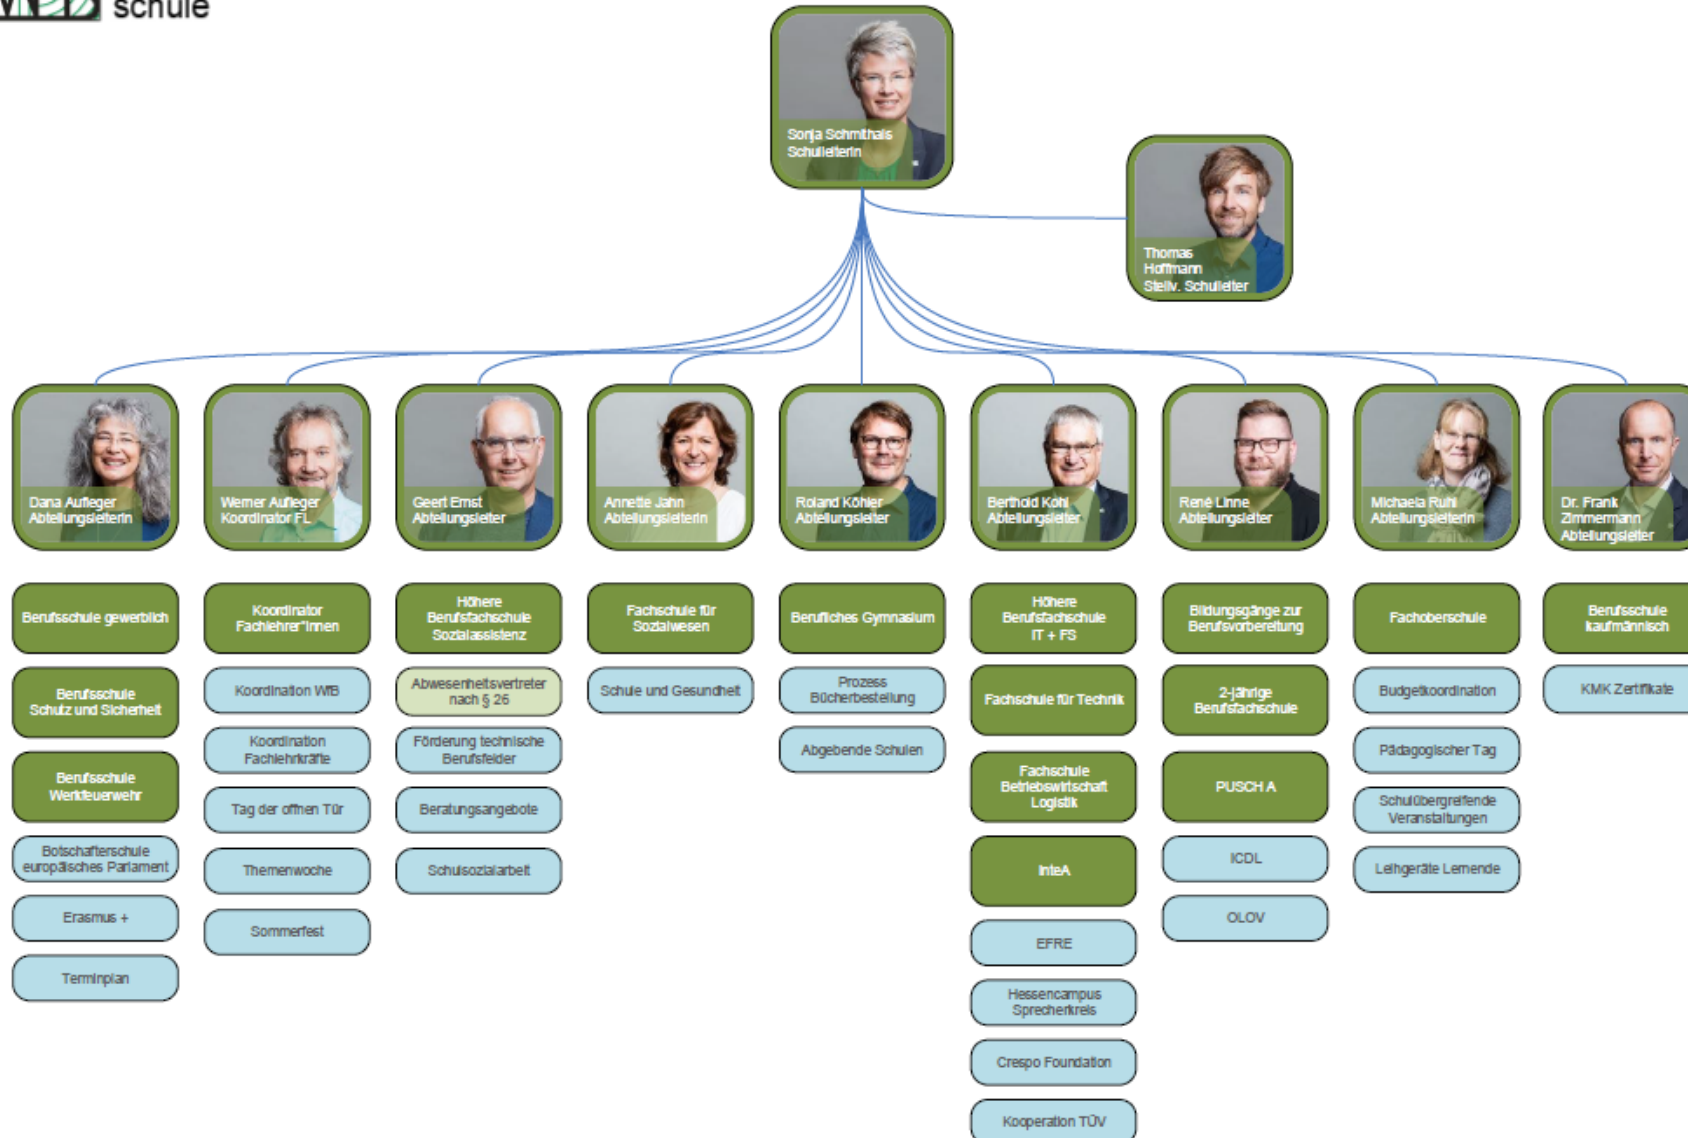 schule
Sonja Schmithals
Schulleiterin
Thomas
Hoffmann
Stellv. Schulleiter
Dana Aufleger
Abteilungsleiterin
Werner Aufleger
Koordinator FL
Geert Ernst
Abteilungsleiter
Annette Jahn
Abteilungsleiterin
Roland Köhler
Abteilungsleiter
Berthold Kohl
Abteilungsleiter
René Linne
Abteilungsleiter
Michaela Ruhl
Abteilungsleiterin
Dr. Frank
Zimmermann
Abteilungsleiter
Berufsschule gewerblich
Berufsschule
Schutz und Sicherheit
Berufsschule
Werkfeuerwehr
Botschafterschule
europäisches Parlament
Erasmus +
Terminplan
Koordinator
Fachlehrer*innen
Koordination WfB
Koordination
Fachlehrkräfte
Tag der offnen Tür
Themenwoche
Sommerfest
Höhere
Berufsfachschule
Sozialassistenz
Abwesenheitsvertreter
nach § 26
Förderung technische
Berufsfelder
Beratungsangebote
Schulsozialarbeit
Fachschule für
Sozialwesen
Schule und Gesundheit
Berufliches Gymnasium
Prozess
Bücherbestellung
Abgebende Schulen
Höhere
Berufsfachschule
IT + FS
Fachschule für Technik
Fachschule
Betriebswirtschaft
Logistik
InteA
EFRE
Hessencampus
Sprecherkreis
Crespo Foundation
Kooperation TÜV
Bildungsgänge zur
Berufsvorbereitung
2-jährige
Berufsfachschule
PUSCH A
ICDL
OLOV
Fachoberschule
Budgetkoordination
Pädagogischer Tag
Schulübergreifende
Veranstaltungen
Leihgeräte Lernende
Berufsschule
kaufmännisch
KMK Zertifikate